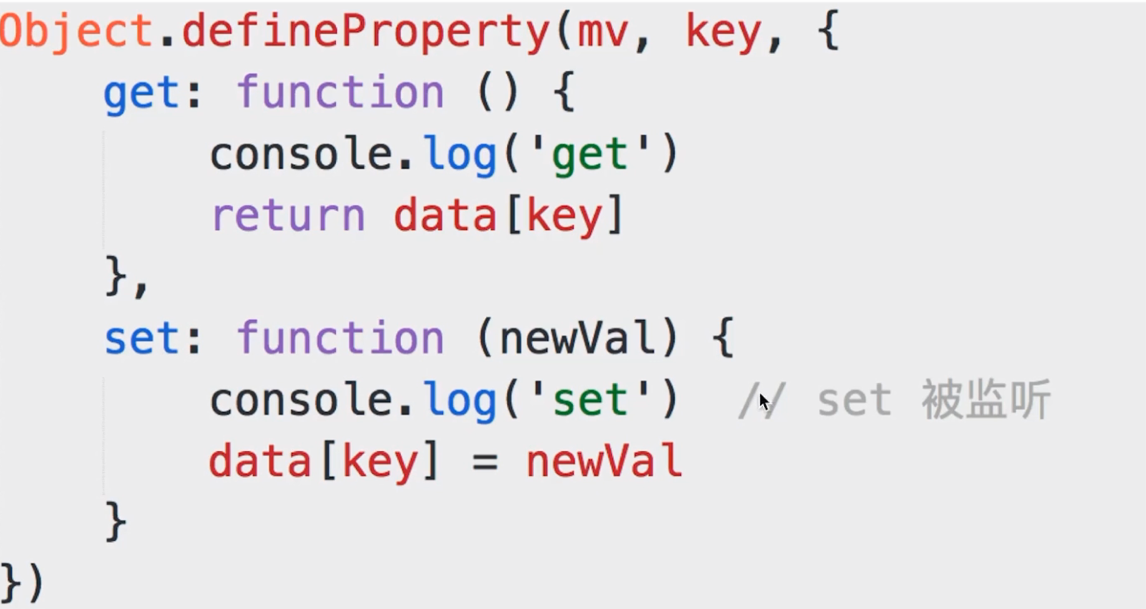 Object.defineProperty(mv, key, {
    get: function () {
        console.log('get')
        return data[key]
    },
    set: function (newVal) {
        console.log('set')  // set 被监听
        data[key] = newVal
    }
})